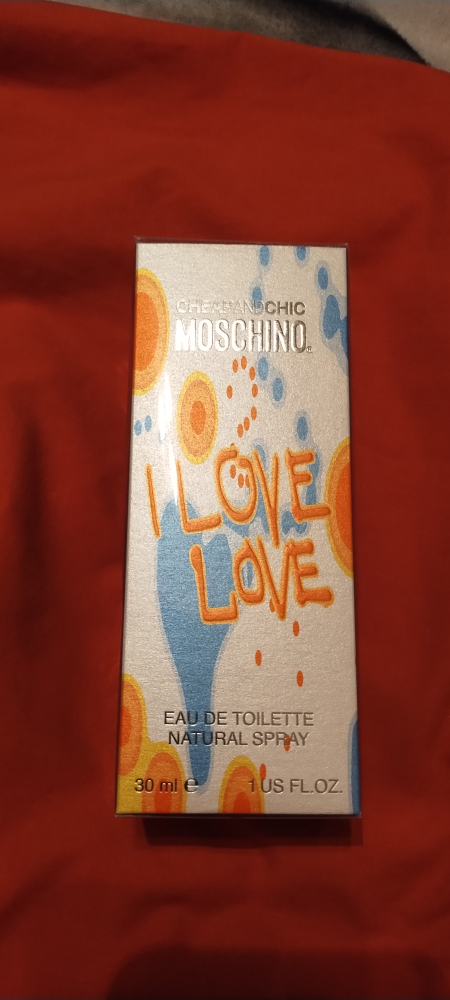 CHEAPANDCHIC
MOSCHINO®
I LOVE
LOVE
EAU DE TOILETTE
NATURAL SPRAY
30 ml ℮ 1 US FL.OZ.